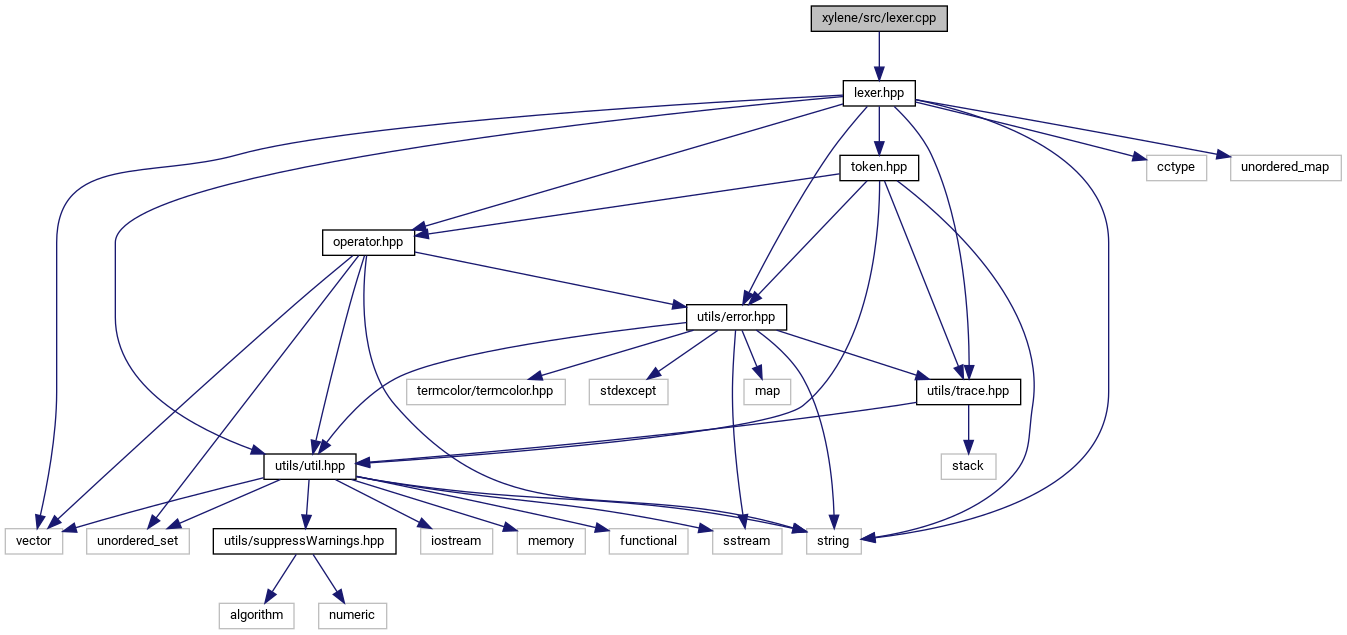 xylene/src/lexer.cpp
lexer.hpp
token.hpp
cctype
unordered_map
operator.hpp
utils/error.hpp
termcolor/termcolor.hpp
stdexcept
map
utils/trace.hpp
utils/util.hpp
stack
vector
unordered_set
utils/suppressWarnings.hpp
iostream
memory
functional
sstream
string
algorithm
numeric